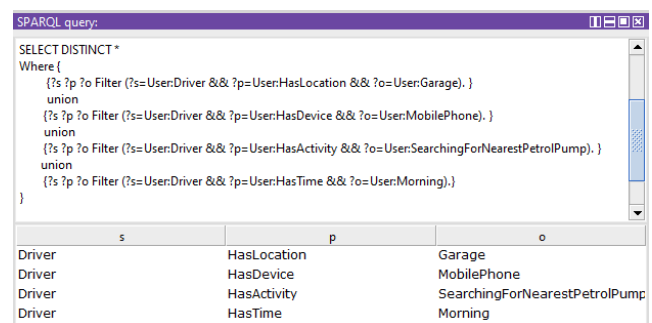 SPARQL query:
SELECT DISTINCT *
Where {
{?s ?p ?o Filter (?s=User:Driver && ?p=User:HasLocation && ?o=User:Garage). }
union
{?s ?p ?o Filter (?s=User:Driver && ?p=User:HasDevice && ?o=User:MobilePhone). }
union
{?s ?p ?o Filter (?s=User:Driver && ?p=User:HasActivity && ?o=User:SearchingForNearestPetrolPump). }
union
{?s ?p ?o Filter (?s=User:Driver && ?p=User:HasTime && ?o=User:Morning).}
}
s p o
Driver HasLocation Garage
Driver HasDevice MobilePhone
Driver HasActivity SearchingForNearestPetrolPump
Driver HasTime Morning